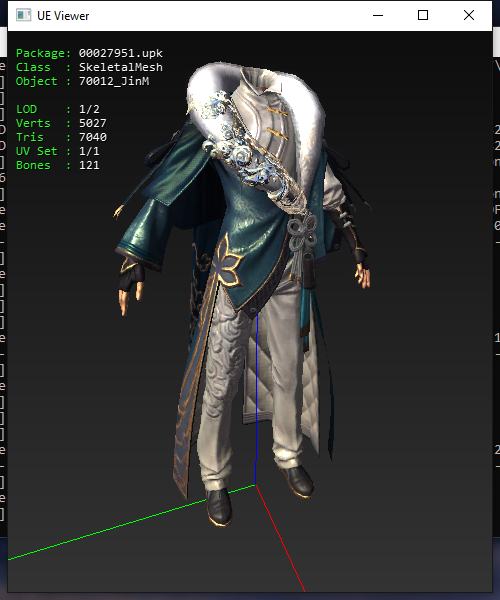 UE Viewer
Package: 00027951.upk
Class : SkeletalMesh
Object : 70012_JinM
LOD : 1/2
Verts : 5027
Tris : 7040
UV Set : 1/1
Bones : 121